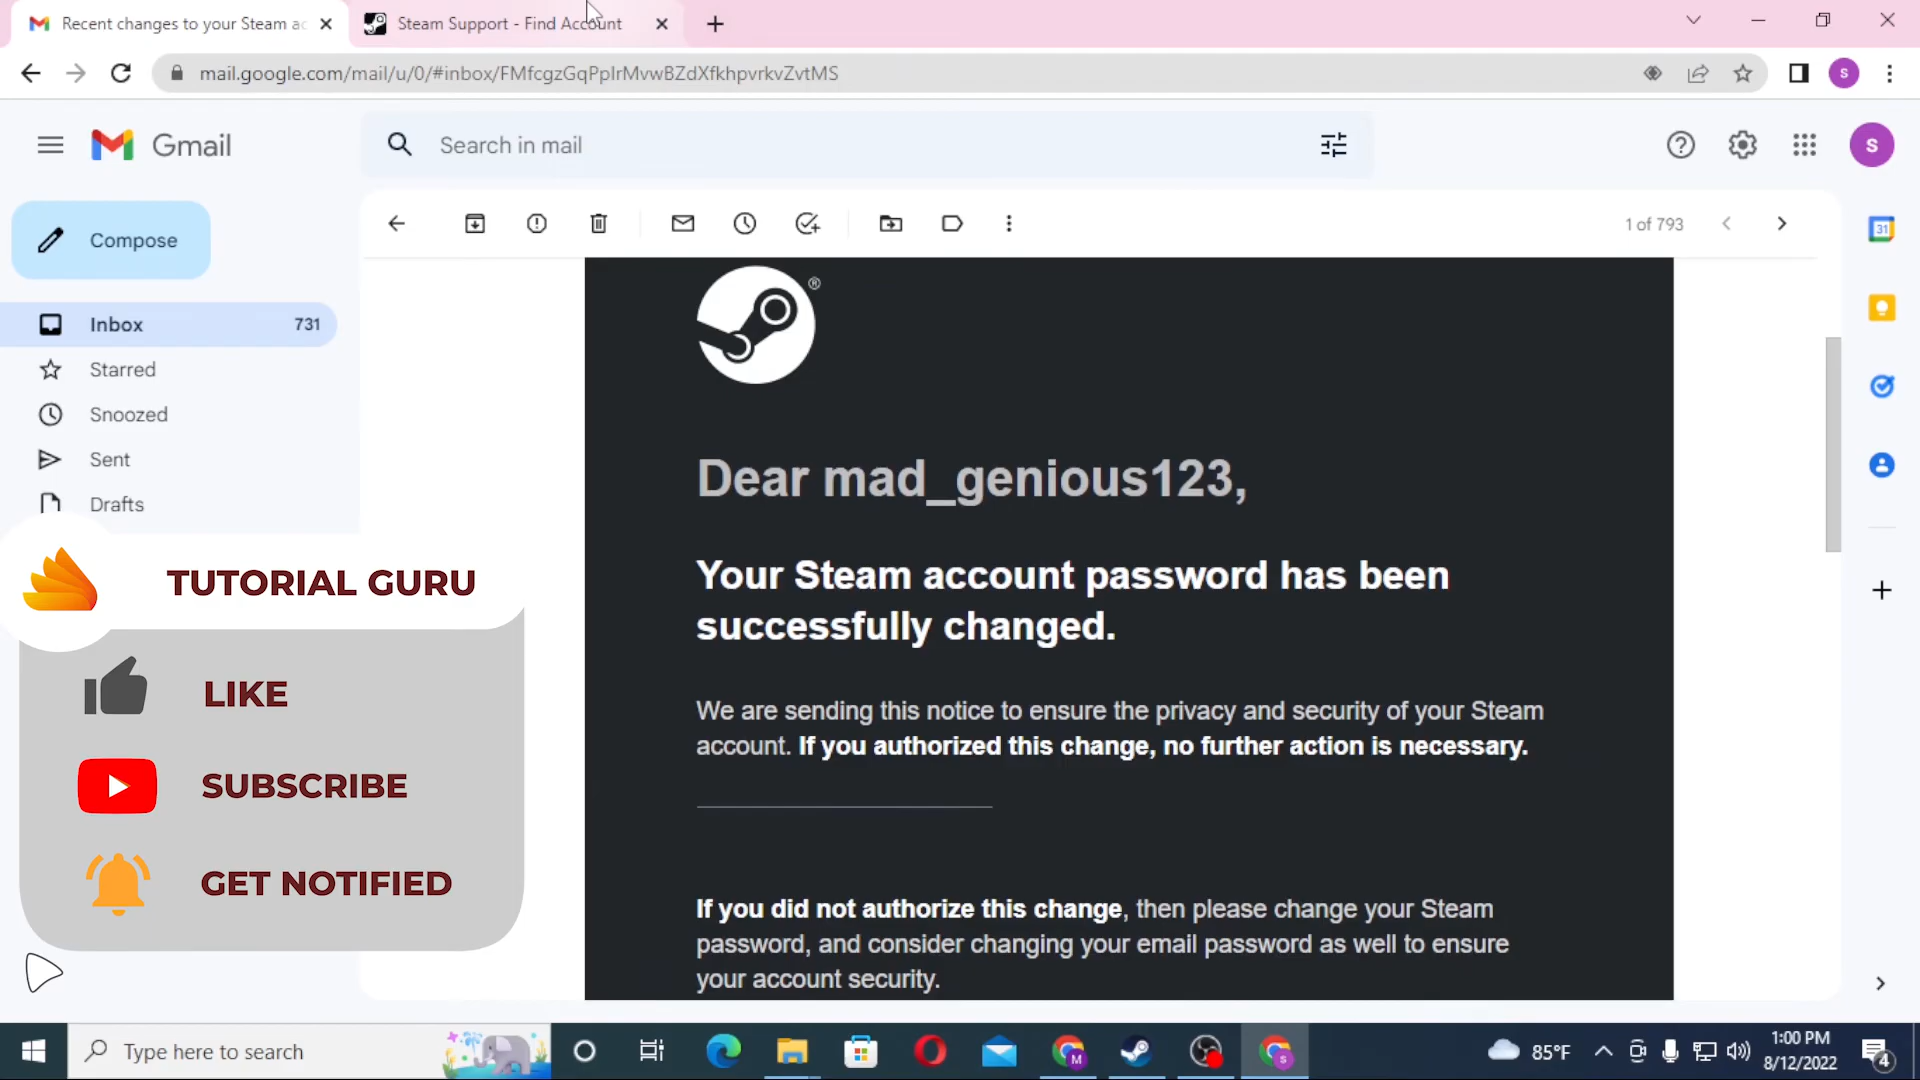 Recent changes to your Steam ac
Steam Support - Find Account
mail.google.com/mail/u/0/#inbox/FMfcgzGqPpIrMvwBZdXfkhpvrkvZvtMS
S
Gmail
Search in mail
S
Compose
1 of 793
31
Inbox 731
Starred
Snoozed
Sent
Drafts
®
Dear mad_genious123,
Your Steam account password has been
successfully changed.
We are sending this notice to ensure the privacy and security of your Steam
account. If you authorized this change, no further action is necessary.
If you did not authorize this change, then please change your Steam
password, and consider changing your email password as well to ensure
your account security.
TUTORIAL GURU
LIKE
SUBSCRIBE
GET NOTIFIED
Type here to search
M
S
85°F
1:00 PM
8/12/2022
4